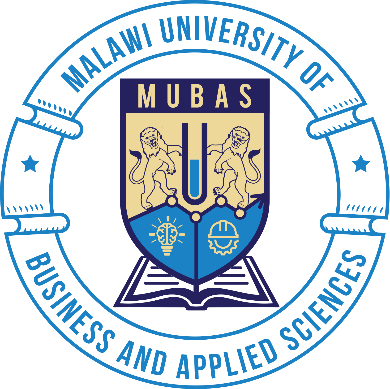 MALAWI UNIVERSITY OF
MUBAS
BUSINESS AND APPLIED SCIENCES